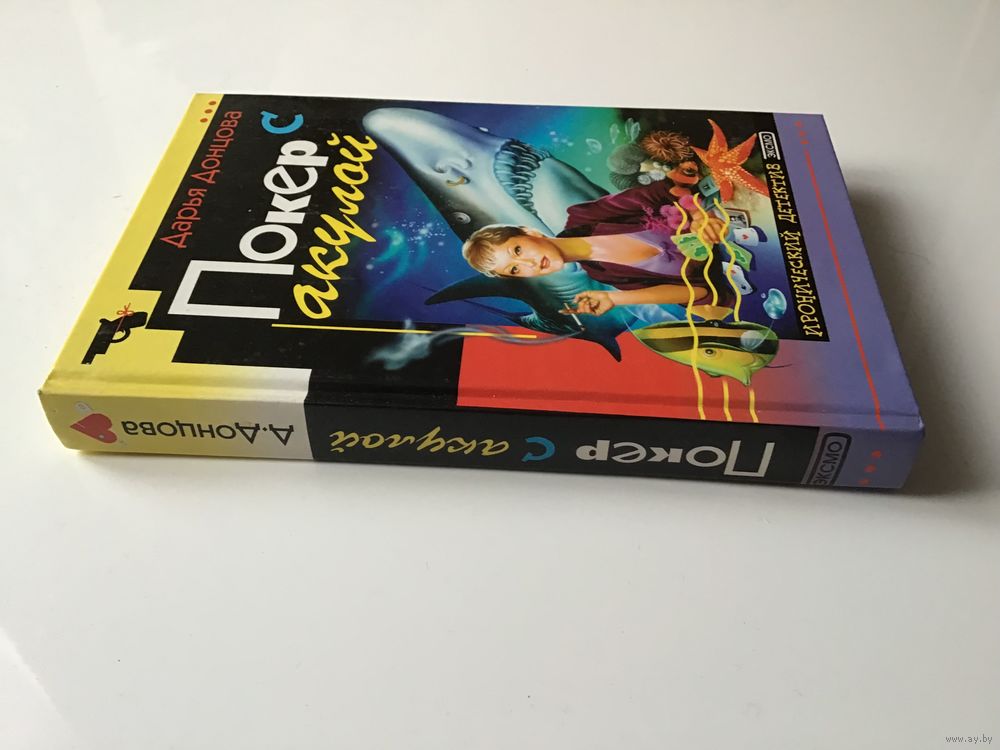 Дарья Донцова
Покер с
акулой
ИРОНИЧЕСКИЙ ДЕТЕКТИВ
ЭКСМО
Д.Донцова
Покер с акулой
ЭКСМО
www.ay.by